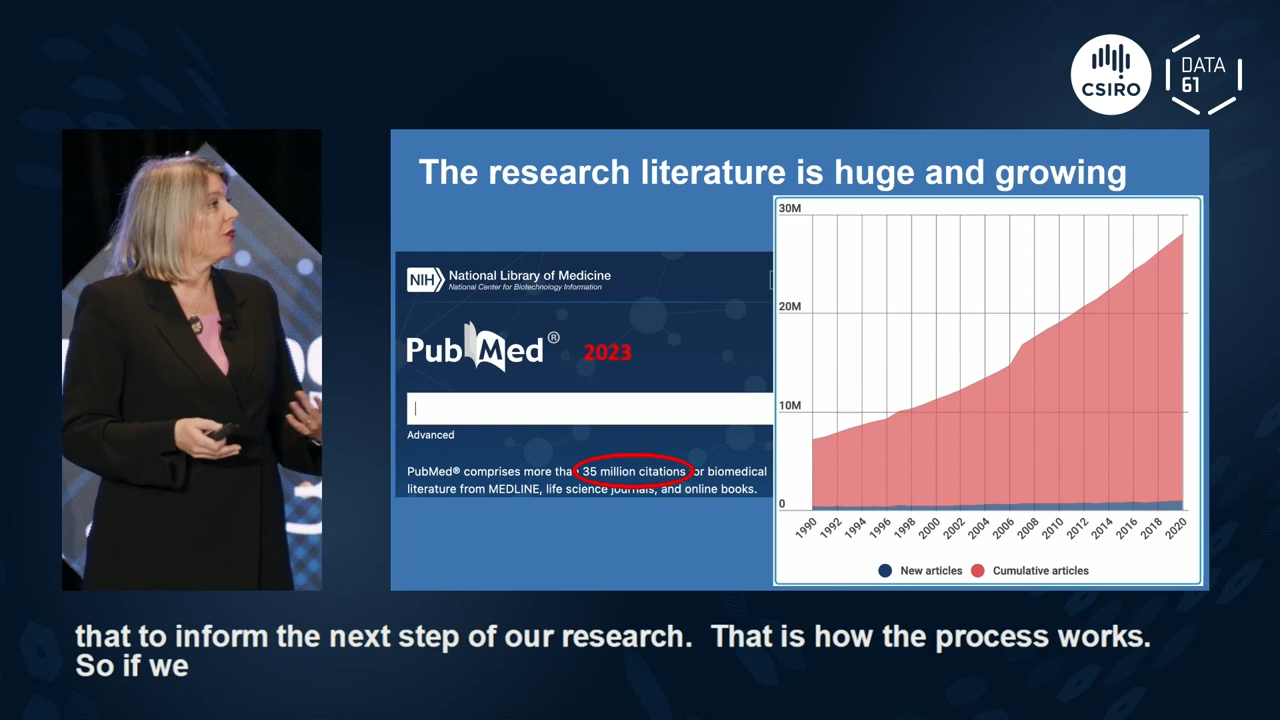 CSIRO
DATA
61
The research literature is huge and growing
NIH
National Library of Medicine
National Center for Biotechnology Information
PubMed®
2023
Advanced
PubMed® comprises more than 35 million citations for biomedical
literature from MEDLINE, life science journals, and online books.
30M
20M
10M
0
1990 1992 1994 1996 1998 2000 2002 2004 2006 2008 2010 2012 2014 2016 2018 2020
New articles Cumulative articles
that to inform the next step of our research. That is how the process works.
So if we